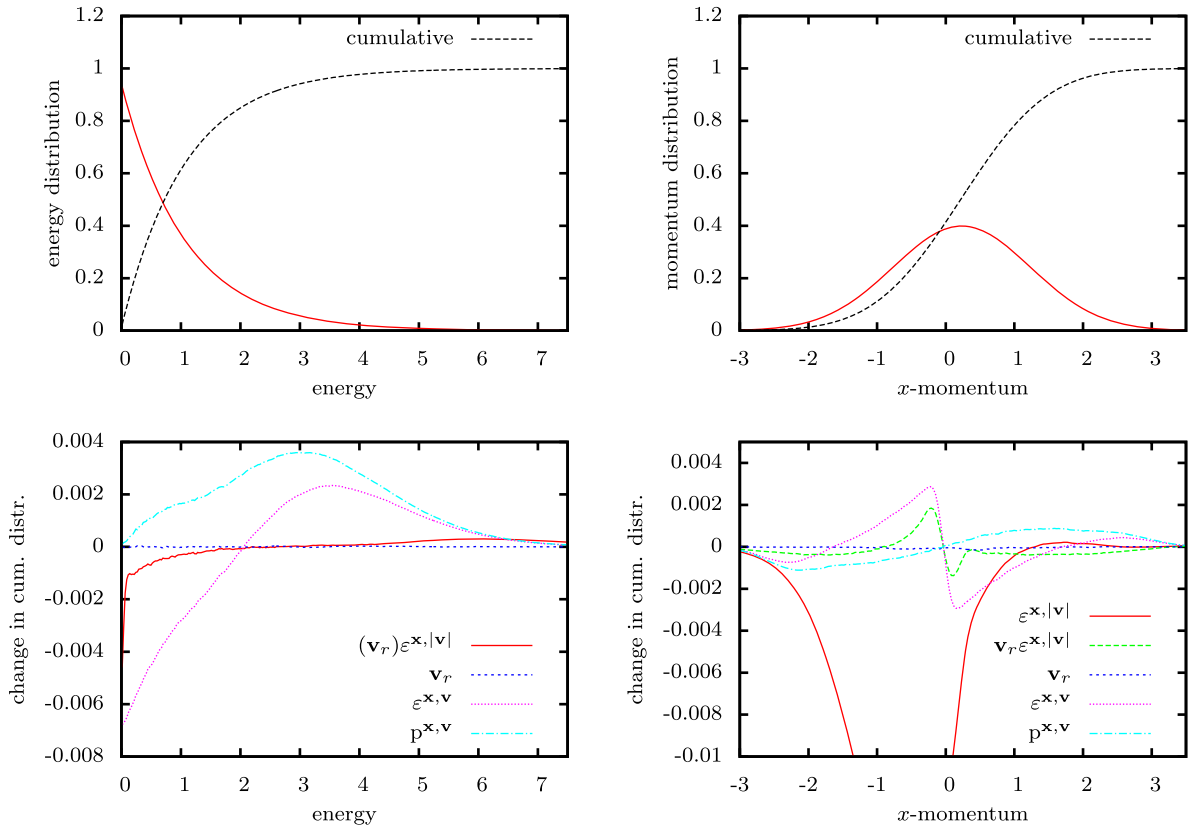 1.2
1
0.8
0.6
0.4
0.2
0
0 1 2 3 4 5 6 7
energy distribution
energy
cumulative
1.2
1
0.8
0.6
0.4
0.2
0
-3 -2 -1 0 1 2 3
momentum distribution
x-momentum
cumulative
0.004
0.002
0
-0.002
-0.004
-0.006
-0.008
0 1 2 3 4 5 6 7
change in cum. distr.
energy
(v_r)ε^{x,|v|}
v_r
ε^{x,v}
p^{x,v}
0.004
0.002
0
-0.002
-0.004
-0.006
-0.008
-0.01
-3 -2 -1 0 1 2 3
change in cum. distr.
x-momentum
ε^{x,|v|}
v_rε^{x,|v|}
v_r
ε^{x,v}
p^{x,v}